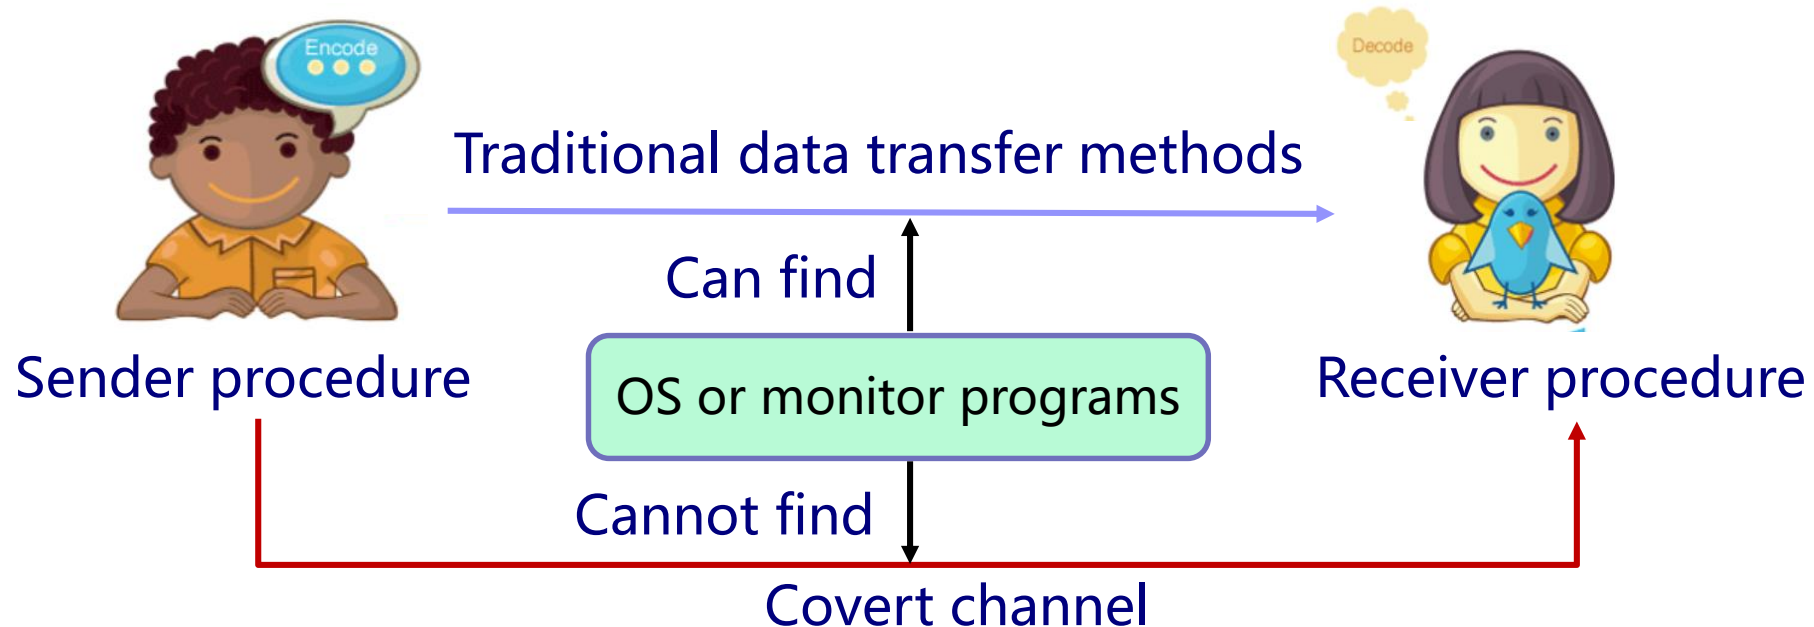 Encode
Decode
Traditional data transfer methods
Can find
Sender procedure
OS or monitor programs
Receiver procedure
Cannot find
Covert channel